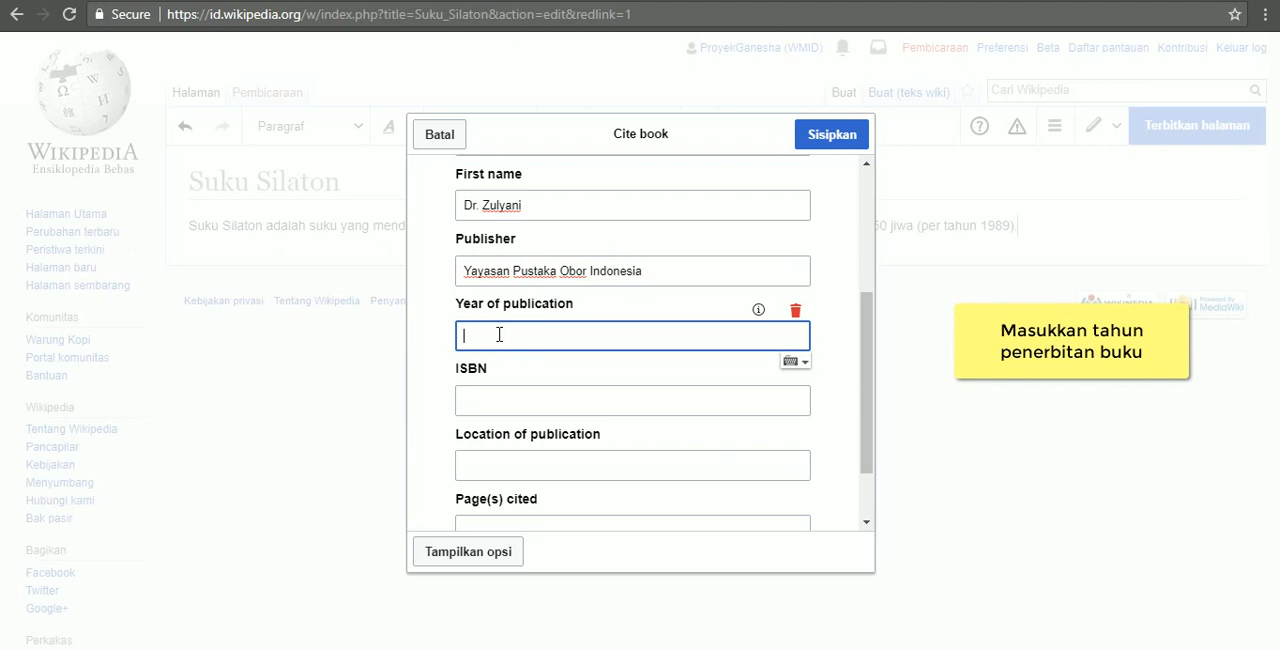 Secure https://id.wikipedia.org/w/index.php?title=Suku_Silaton&action=edit&redlink=1
ProyekGanesha (WMID) Pembicaraan Preferensi Beta Daftar pantauan Kontribusi Keluar log
Halaman Pembicaraan Buat Buat (teks wiki) Cari Wikipedia
Paragraf A Terbitkan halaman
WIKIPEDIA
Ensiklopedia Bebas
Suku Silaton
Suku Silaton adalah suku yang mend
50 jiwa (per tahun 1989).
Kebijakan privasi Tentang Wikipedia
WIKIMEDIA
Powered By
MediaWiki
Halaman Utama
Perubahan terbaru
Peristiwa terkini
Halaman baru
Halaman sembarang
Komunitas
Warung Kopi
Portal komunitas
Bantuan
Wikipedia
Tentang Wikipedia
Pancapilar
Kebijakan
Menyumbang
Hubungi kami
Bak pasir
Bagikan
Facebook
Twitter
Google+
Perkakas
Batal Cite book Sisipkan
First name
Dr. Zulyani
Publisher
Yayasan Pustaka Obor Indonesia
Year of publication
ISBN
Location of publication
Page(s) cited
Tampilkan opsi
Masukkan tahun
penerbitan buku